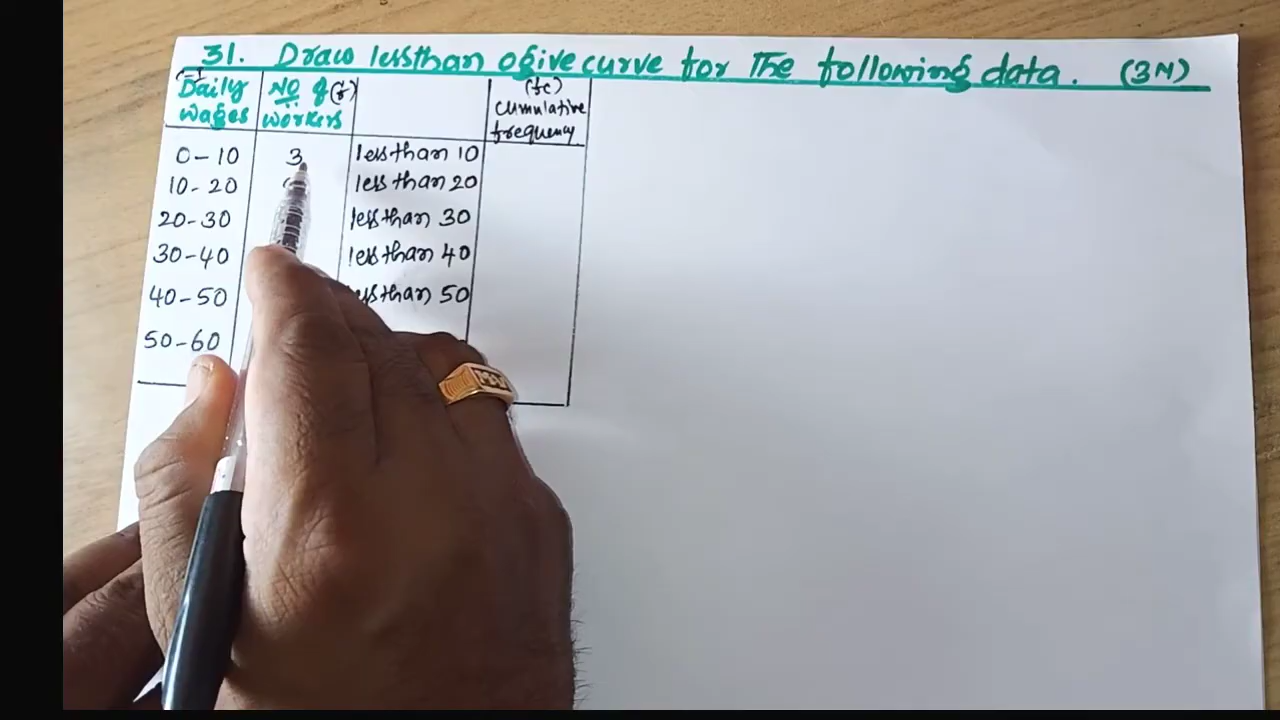 31. Draw lessthan ogive curve for The following data. (3M)
Daily wages | No of (f) workers | | (fc) cumulative frequency
0-10 3 lessthan 10
10-20 less than 20
20-30 less than 30
30-40 less than 40
40-50 less than 50
50-60